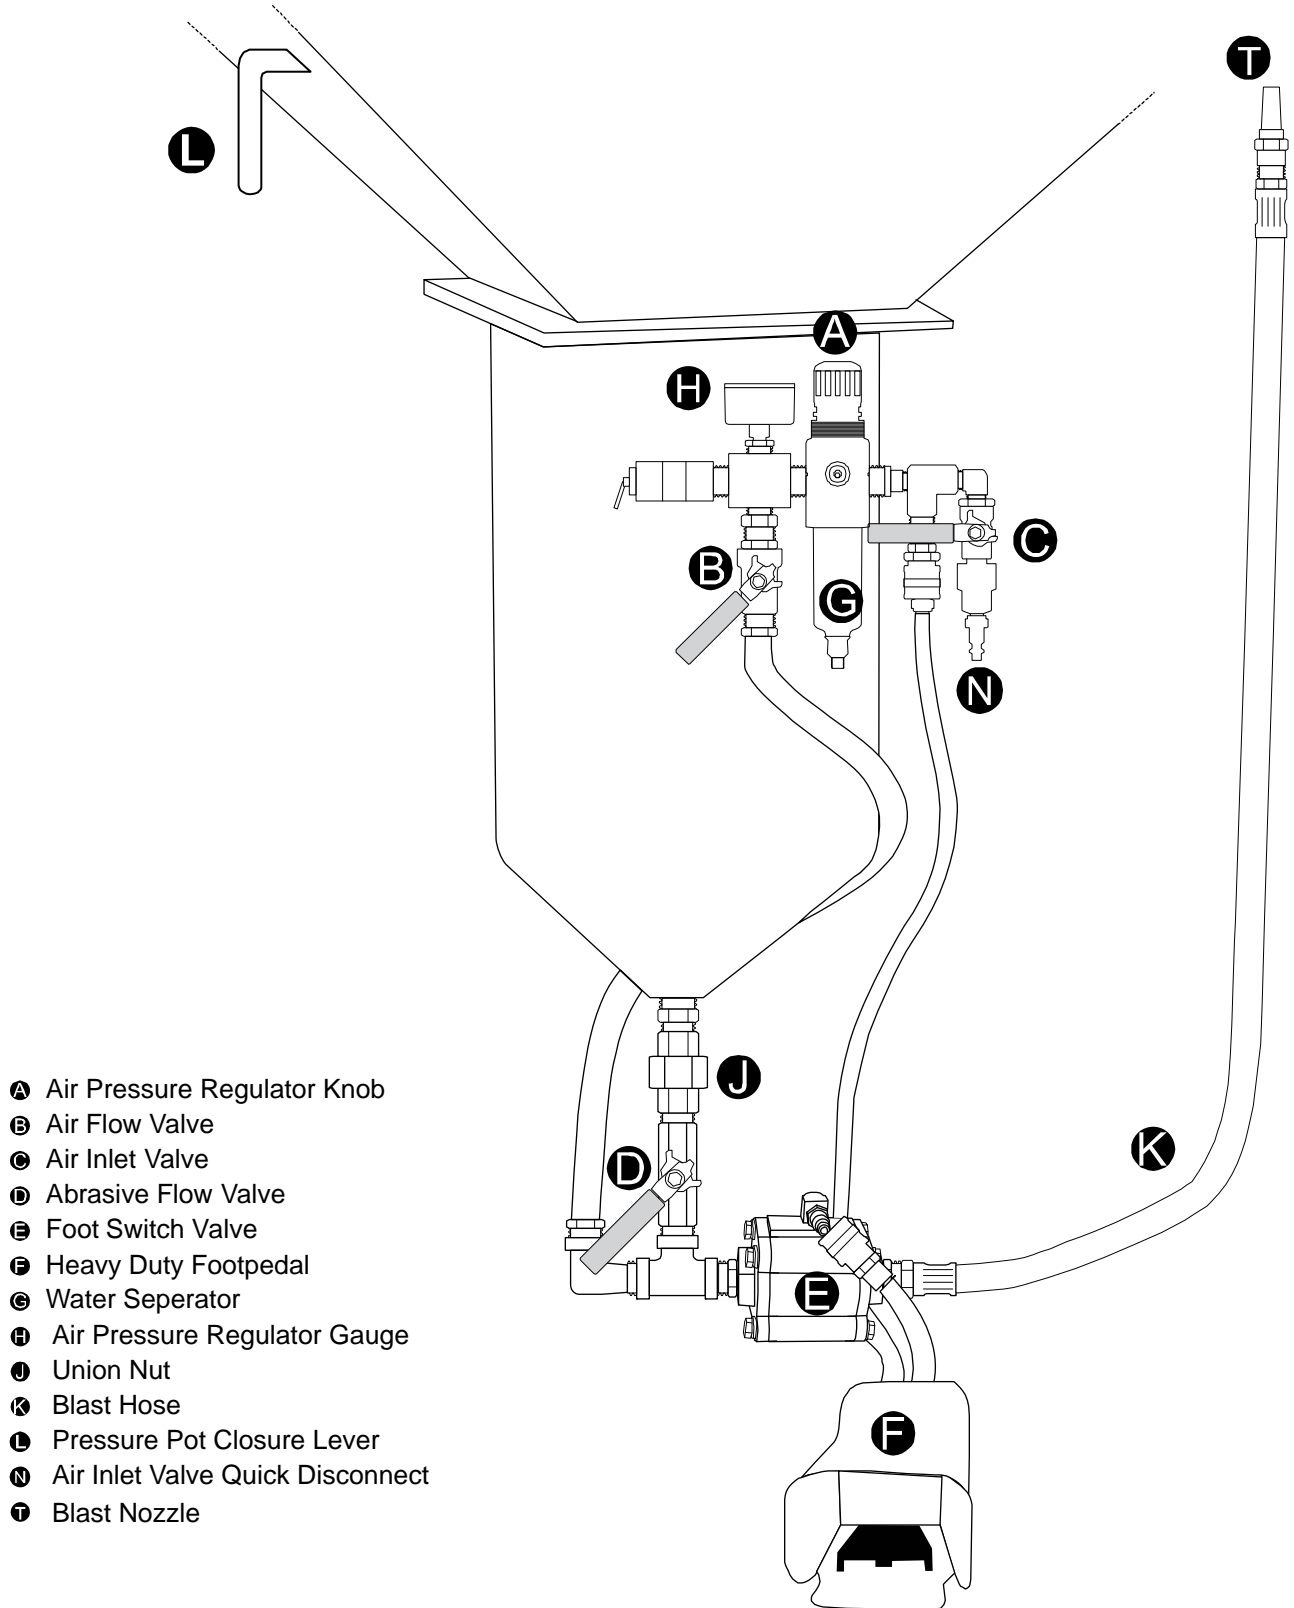 T
L
A
H
C
B
G
N
J
K
D
E
F
A Air Pressure Regulator Knob
B Air Flow Valve
C Air Inlet Valve
D Abrasive Flow Valve
E Foot Switch Valve
F Heavy Duty Footpedal
G Water Seperator
H Air Pressure Regulator Gauge
J Union Nut
K Blast Hose
L Pressure Pot Closure Lever
N Air Inlet Valve Quick Disconnect
T Blast Nozzle